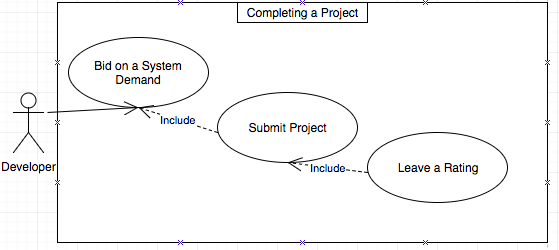 Completing a Project
Bid on a System
Demand
Include
Submit Project
Developer
Include
Leave a Rating